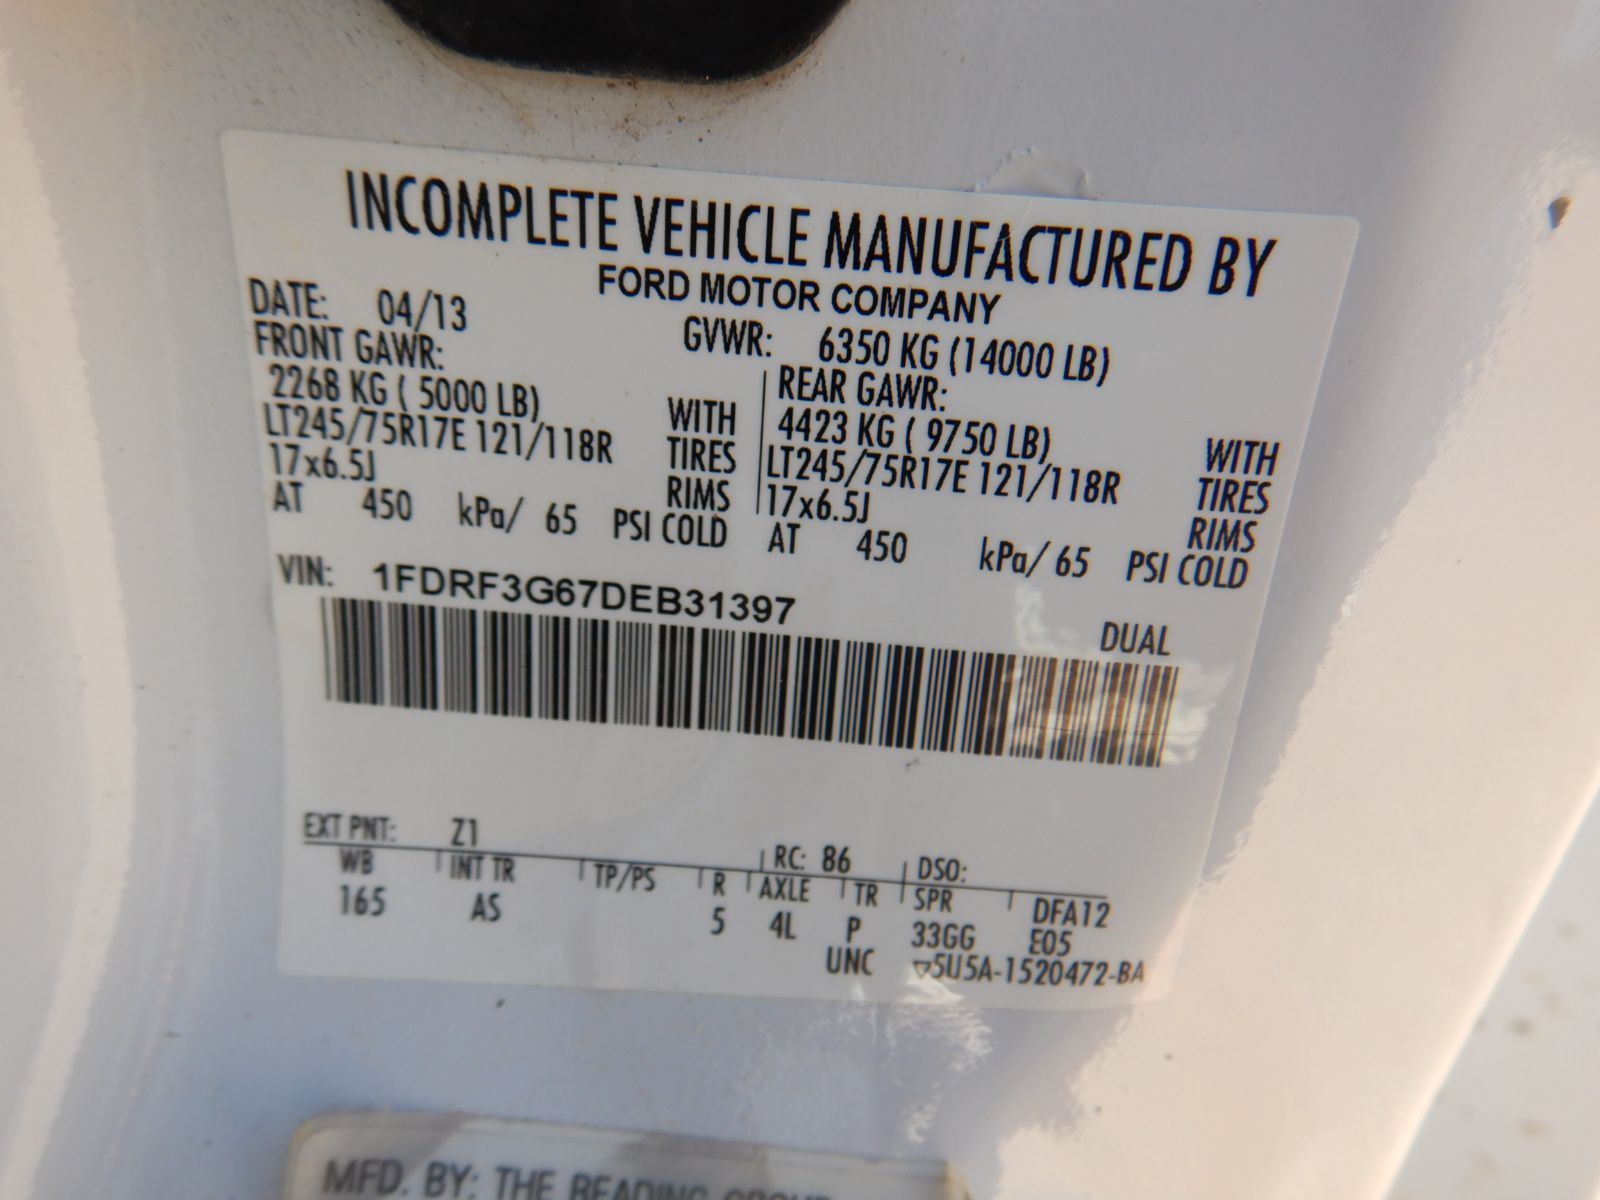 INCOMPLETE VEHICLE MANUFACTURED BY
FORD MOTOR COMPANY
DATE: 04/13 GVWR: 6350 KG (14000 LB)
FRONT GAWR: REAR GAWR:
2268 KG ( 5000 LB) WITH 4423 KG ( 9750 LB) WITH
LT245/75R17E 121/118R TIRES LT245/75R17E 121/118R TIRES
17x6.5J RIMS 17x6.5J RIMS
AT 450 kPa/ 65 PSI COLD AT 450 kPa/ 65 PSI COLD
VIN: 1FDRF3G67DEB31397
DUAL
EXT PNT: Z1 RC: 86 DSO:
WB INT TR TP/PS R AXLE TR SPR DFA12
165 AS 5 4L P 33GG E05
UNC ▽5U5A-1520472-BA
MFD. BY: THE READING GROUP